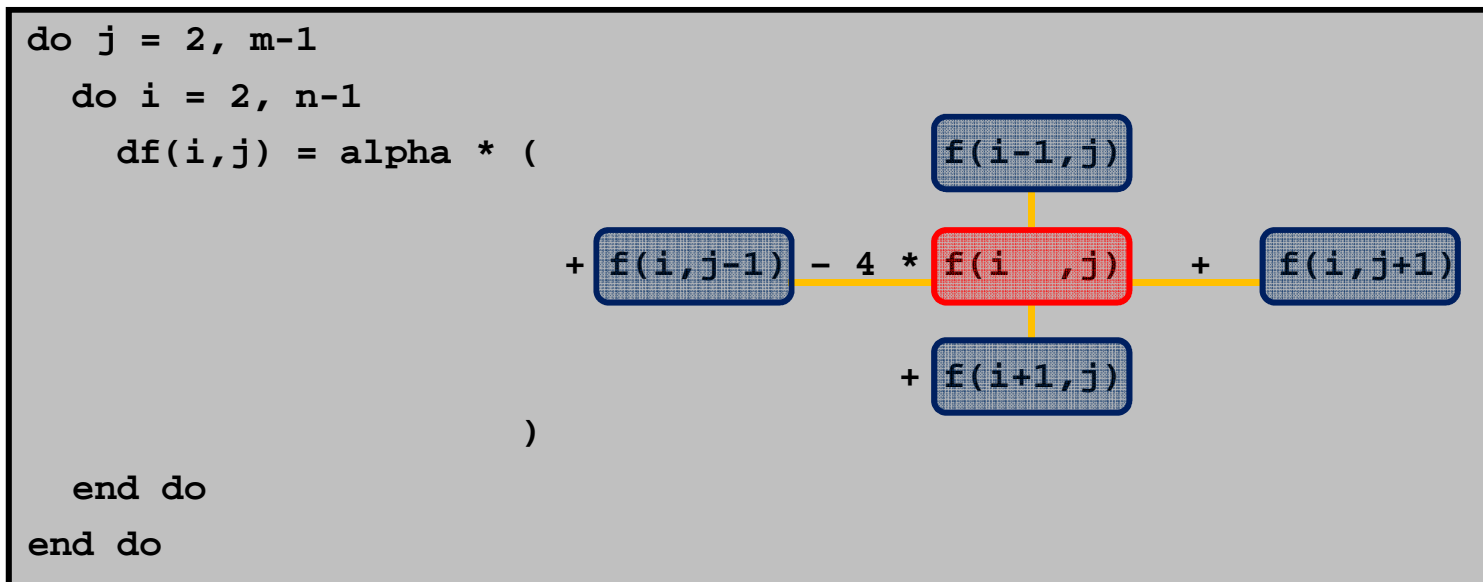 do j = 2, m-1
do i = 2, n-1
df(i,j) = alpha * (
f(i-1,j)
+ f(i,j-1) – 4 * f(i ,j) + f(i,j+1)
+ f(i+1,j)
)
end do
end do